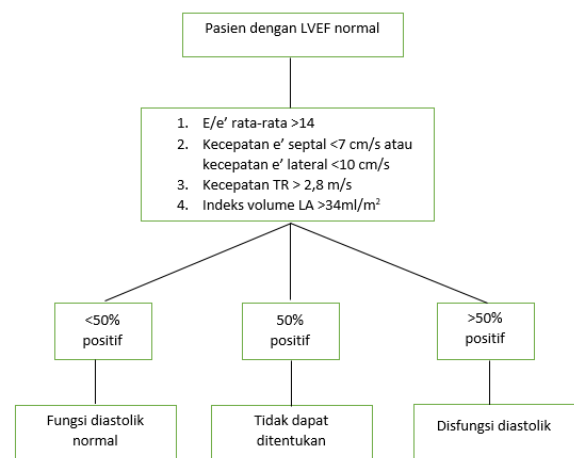 Pasien dengan LVEF normal
1. E/e' rata-rata >14
2. Kecepatan e' septal <7 cm/s atau
kecepatan e' lateral <10 cm/s
3. Kecepatan TR > 2,8 m/s
4. Indeks volume LA >34ml/m²
<50%
positif
50%
positif
>50%
positif
Fungsi diastolik
normal
Tidak dapat
ditentukan
Disfungsi diastolik